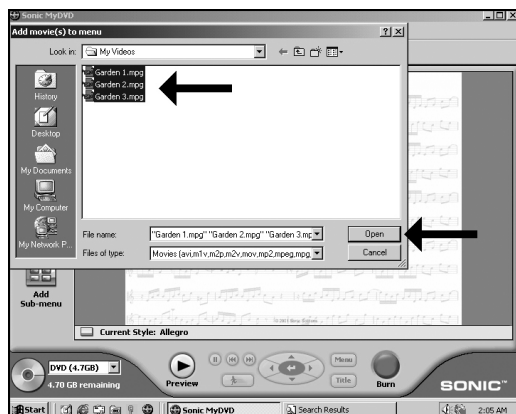 Sonic MyDVD
Add movie(s) to menu
Look in: My Videos
History
Desktop
My Documents
My Computer
My Network P...
Garden 1.mpg
Garden 2.mpg
Garden 3.mpg
File name: "Garden 1.mpg" "Garden 2.mpg" "Garden 3.mp
Open
Files of type: Movies (avi,m1v,m2p,m2v,mov,mp2,mpeg,mpg,
Cancel
Add
Sub-menu
Current Style: Allegro
DVD (4.7GB)
4.70 GB remaining
Preview
Menu
Title
Burn
SONIC™
Start
Sonic MyDVD
Search Results
2:05 AM